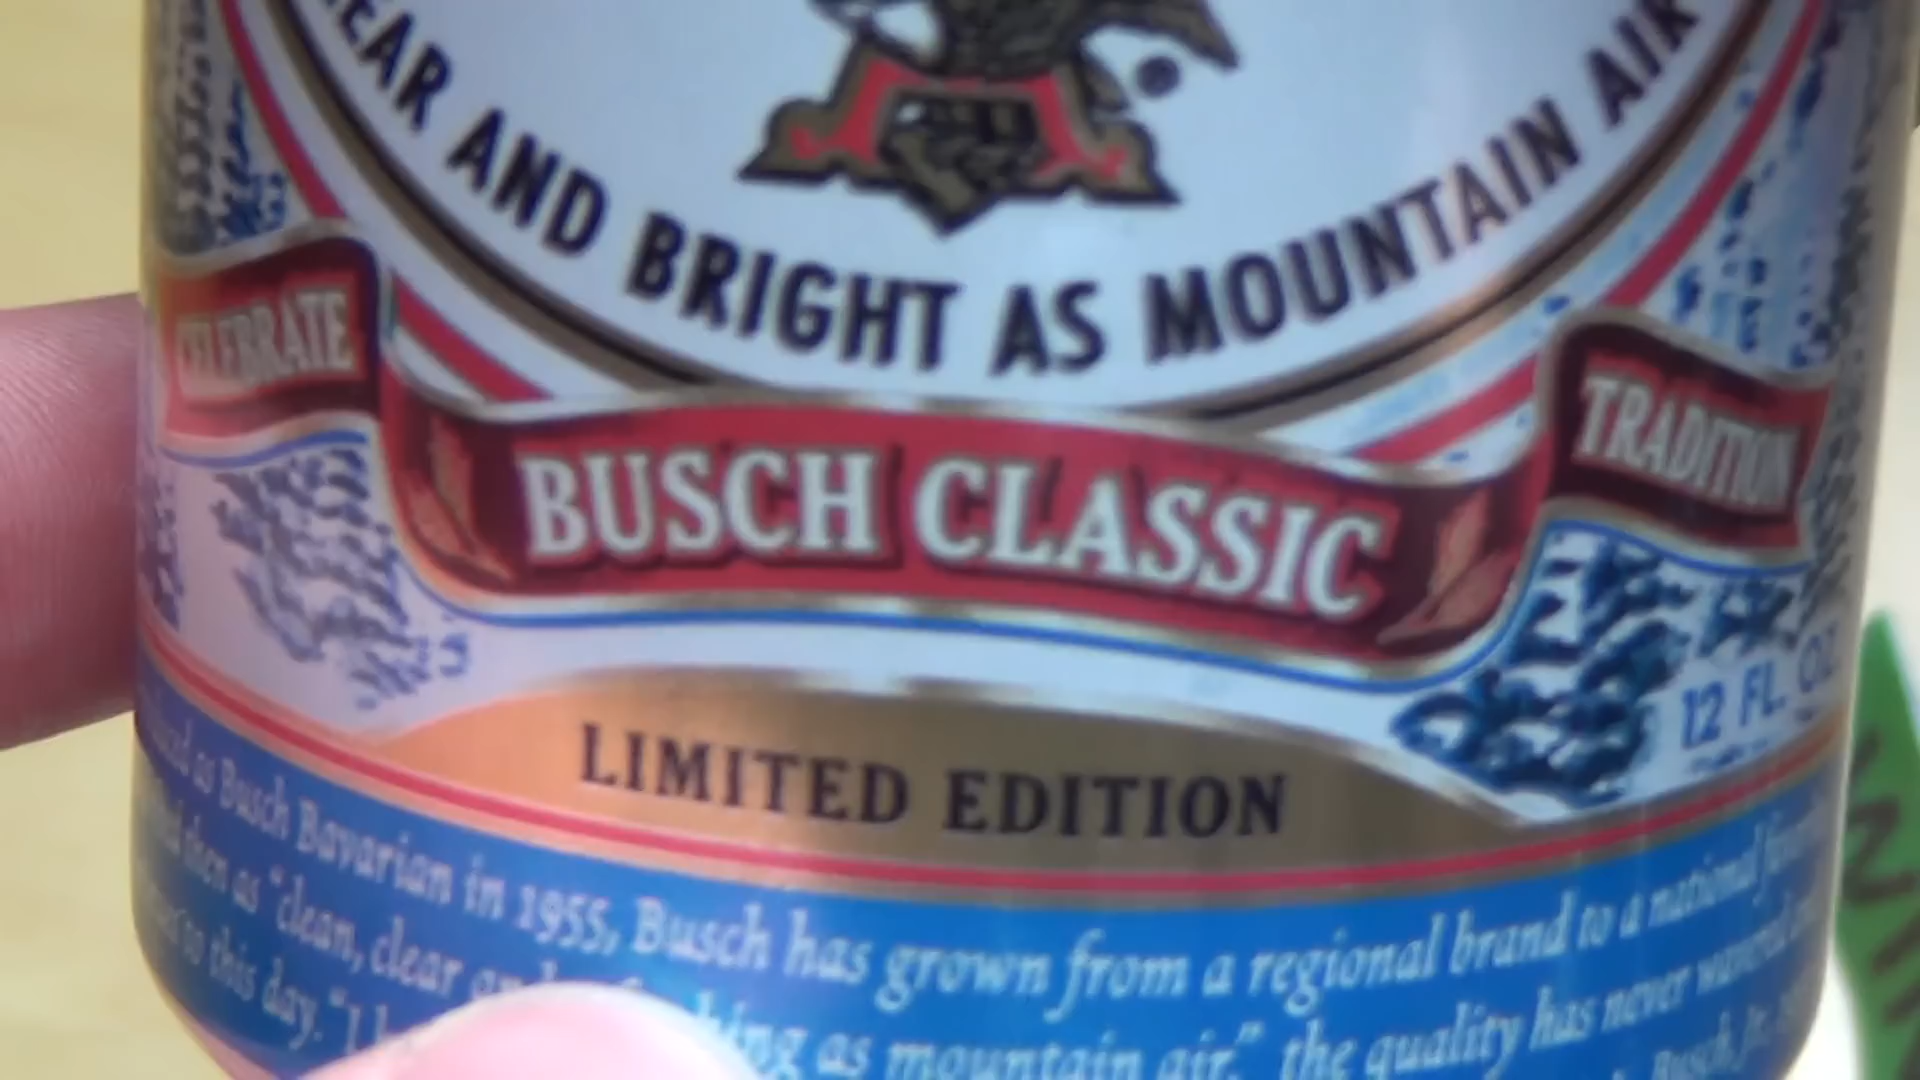 AND BRIGHT AS MOUNTAIN AIR
CELEBRATE
BUSCH CLASSIC
TRADITION
12 FL. OZ.
LIMITED EDITION
as Busch Bavarian in 1955, Busch has grown from a regional brand to a national
then as "clean, clear as mountain air." the quality has never
to this day. Busch, Jr.